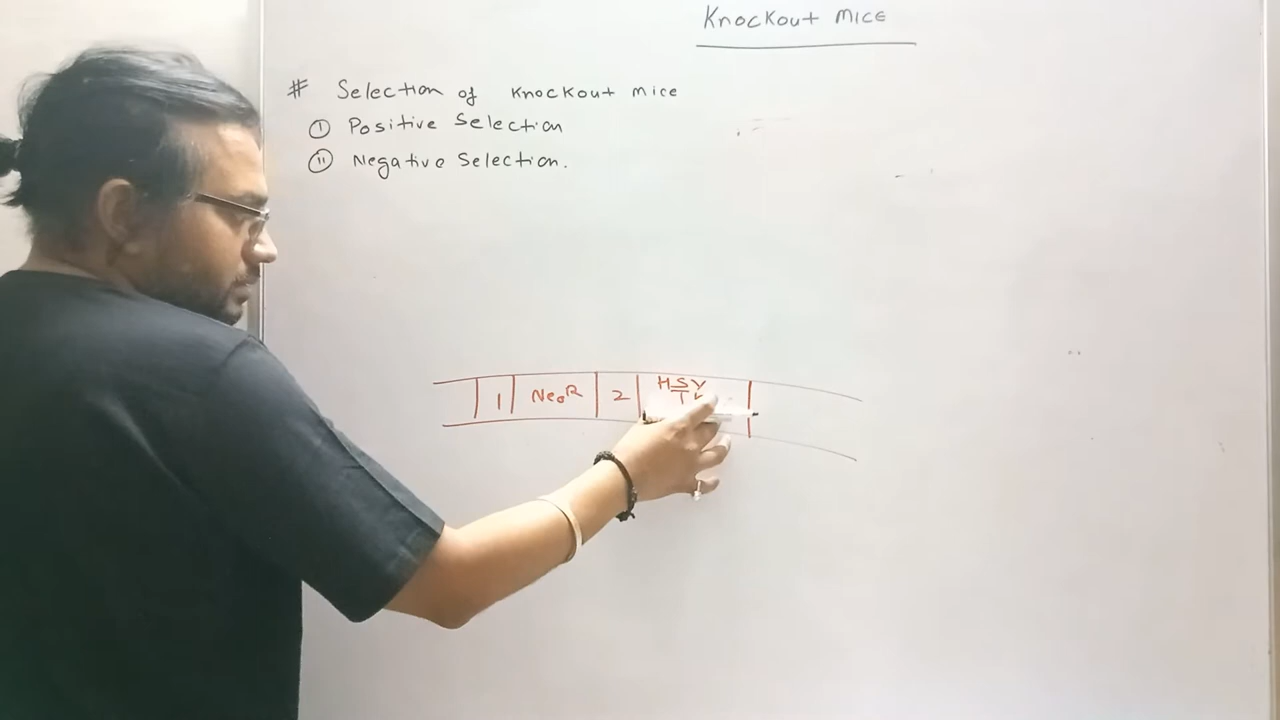 Knockout Mice
# Selection of Knockout mice
① Positive Selection
⑪ Negative Selection.
1 NeoR 2 HSV